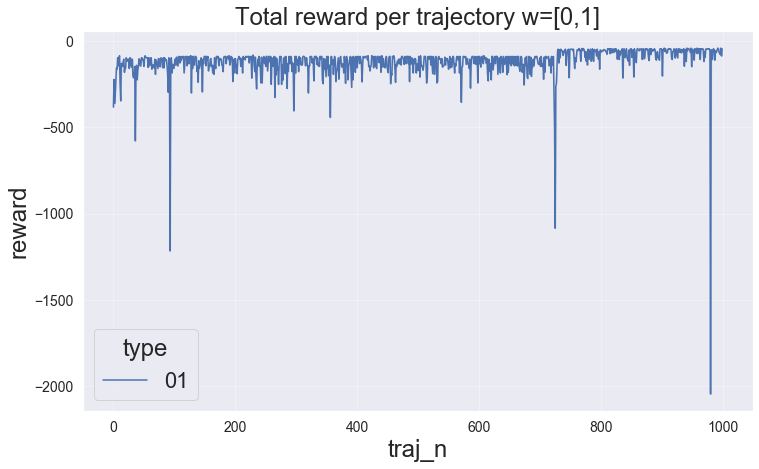 Total reward per trajectory w=[0,1]
0
−500
−1000
−1500
−2000
reward
type
01
0 200 400 600 800 1000
traj_n